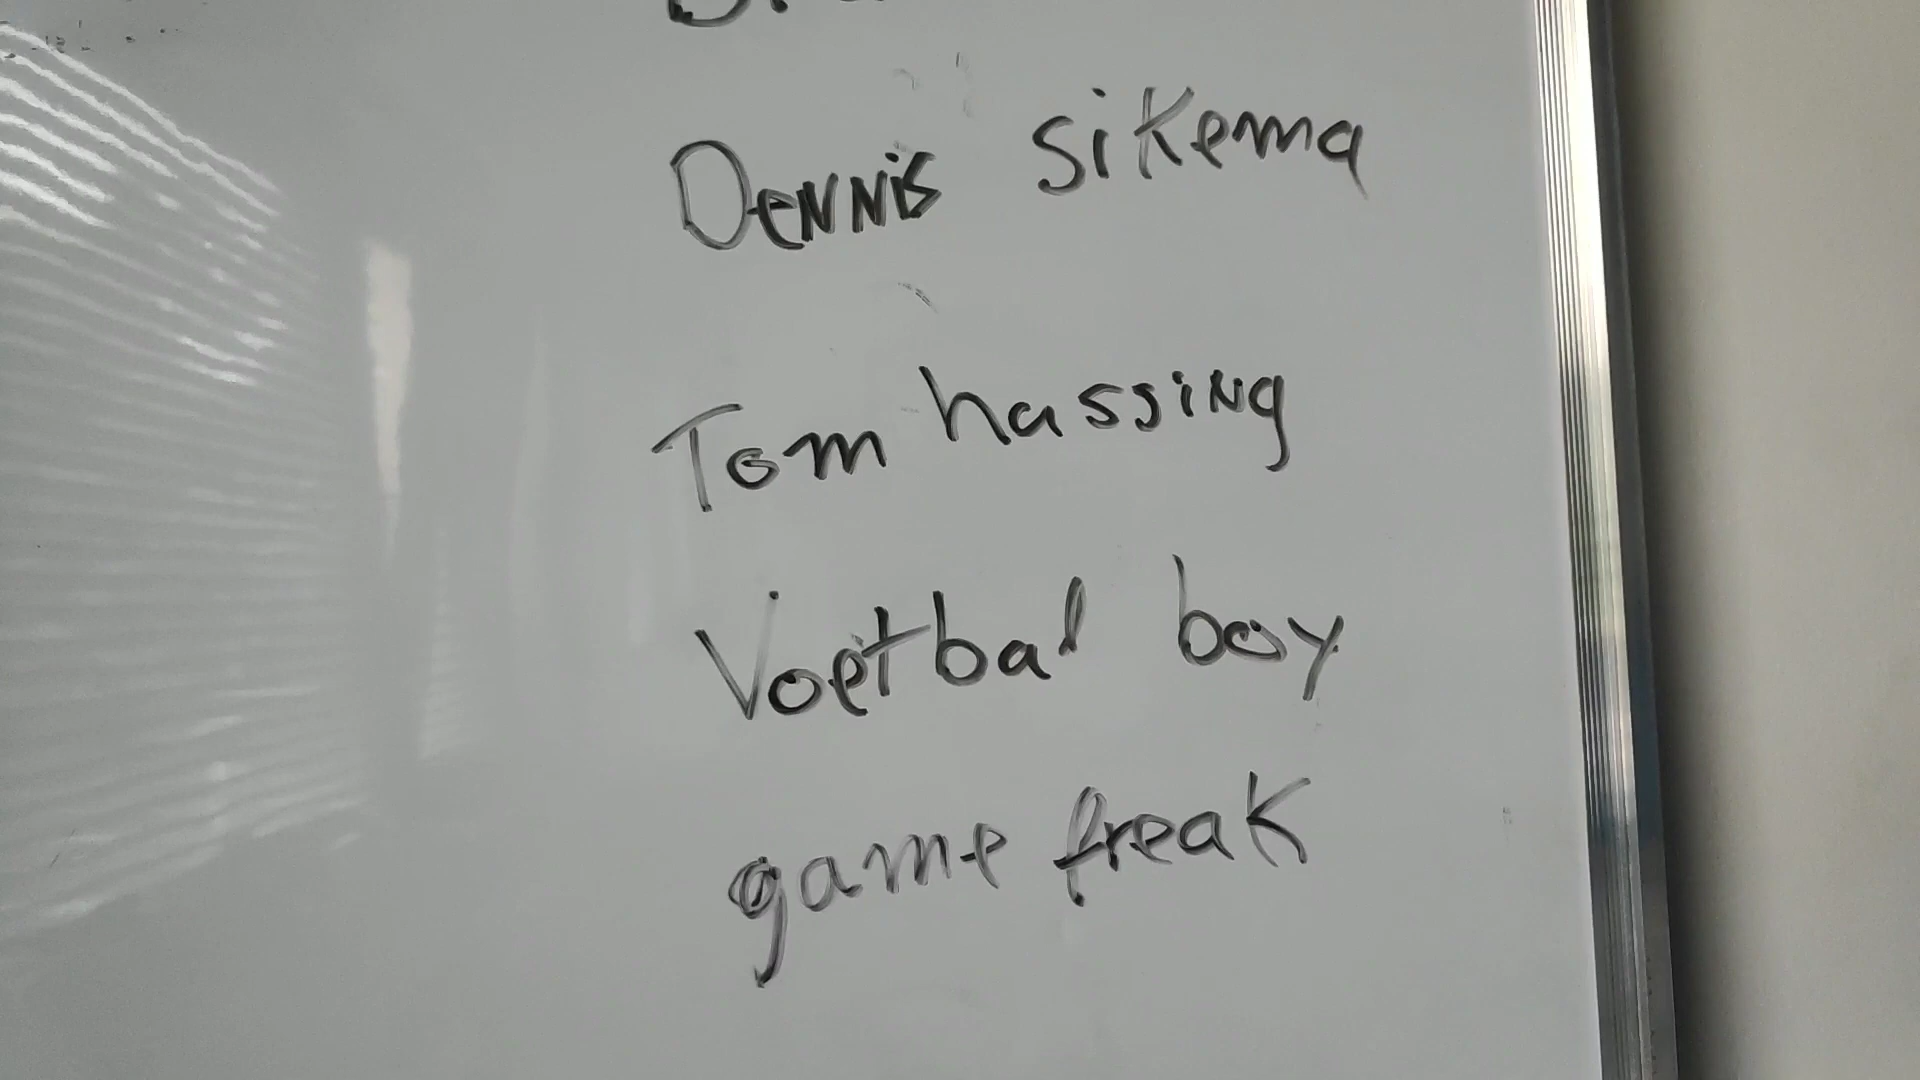 Dennis sikema
Tom hassing
Voetbal boy
game freak